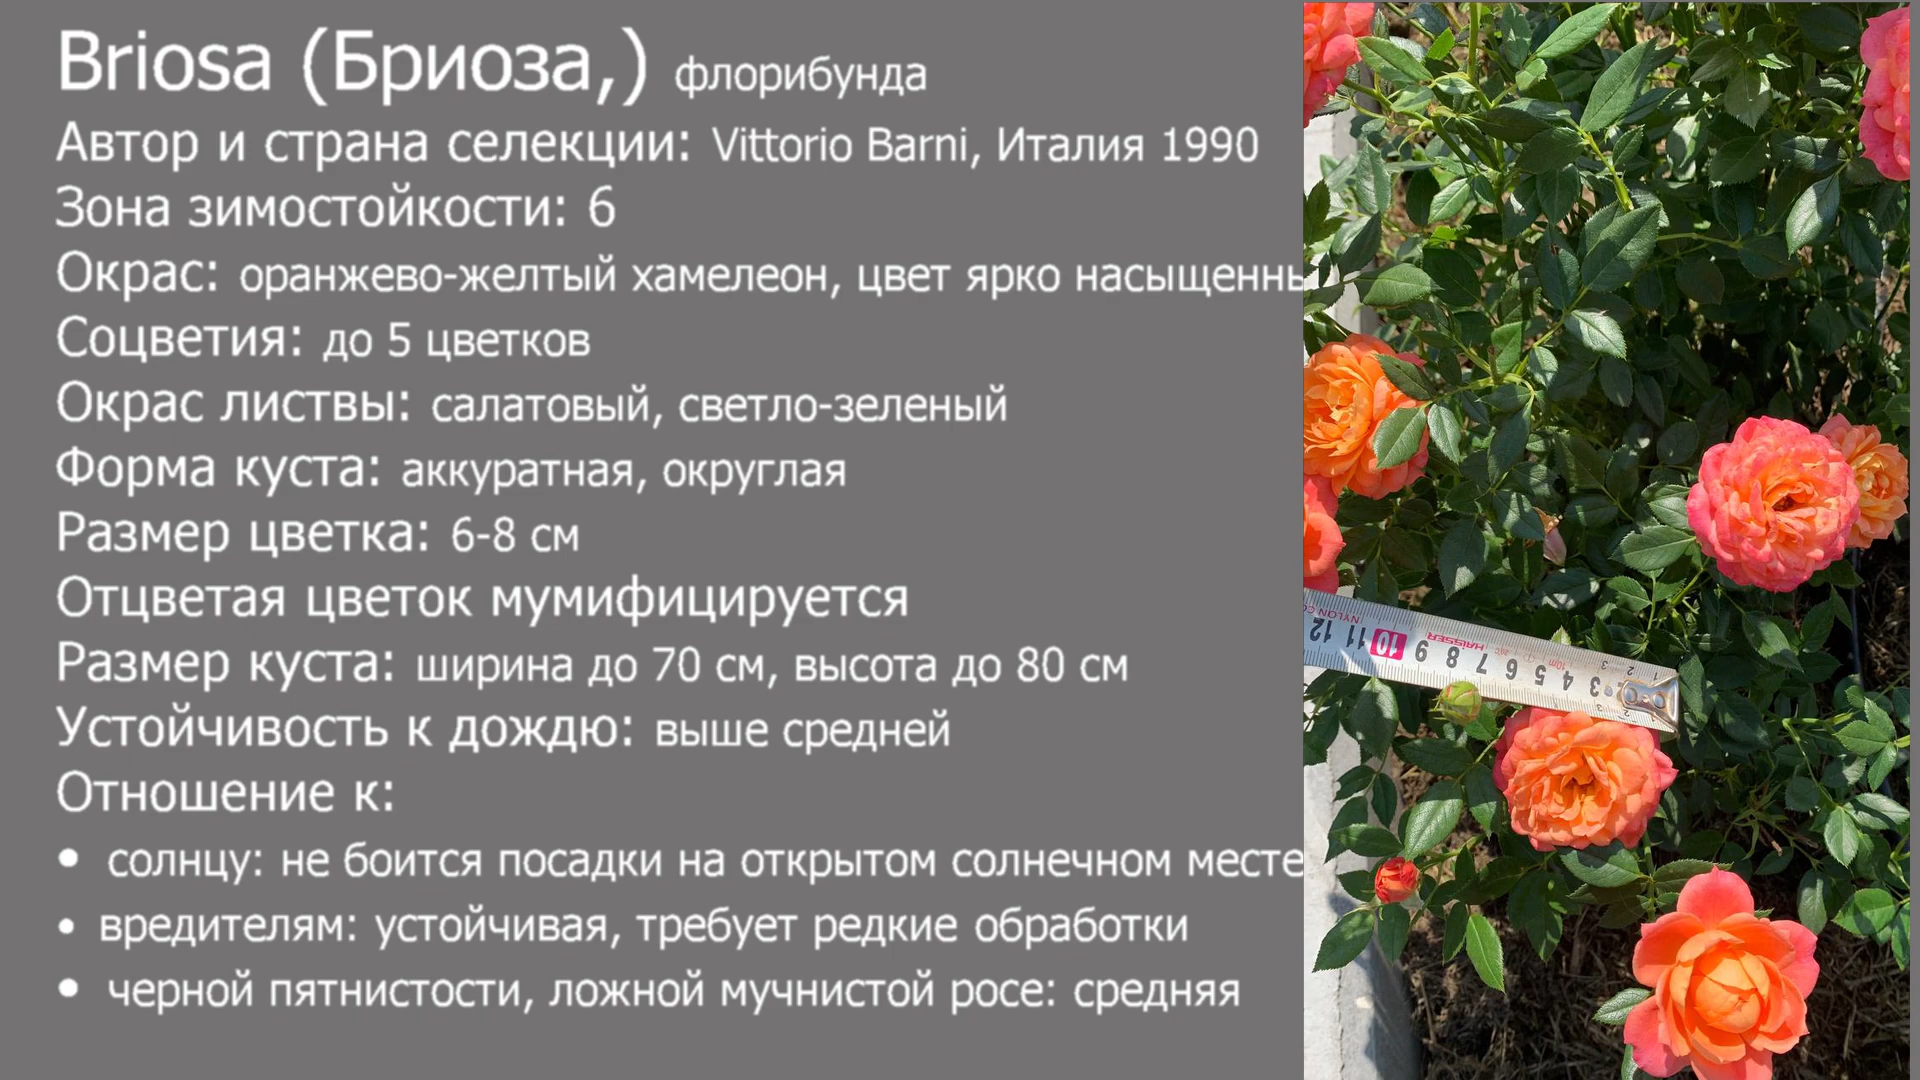 Briosa (Бриоза,) флорибунда
Автор и страна селекции: Vittorio Barni, Италия 1990
Зона зимостойкости: 6
Окрас: оранжево-желтый хамелеон, цвет ярко насыщенны
Соцветия: до 5 цветков
Окрас листвы: салатовый, светло-зеленый
Форма куста: аккуратная, округлая
Размер цветка: 6-8 см
Отцветая цветок мумифицируется
Размер куста: ширина до 70 см, высота до 80 см
Устойчивость к дождю: выше средней
Отношение к:
• солнцу: не боится посадки на открытом солнечном месте
• вредителям: устойчивая, требует редкие обработки
• черной пятнистости, ложной мучнистой росе: средняя
NYLON CO
HAISSER
10m
2 3 4 5 6 7 8 9 10 11 12